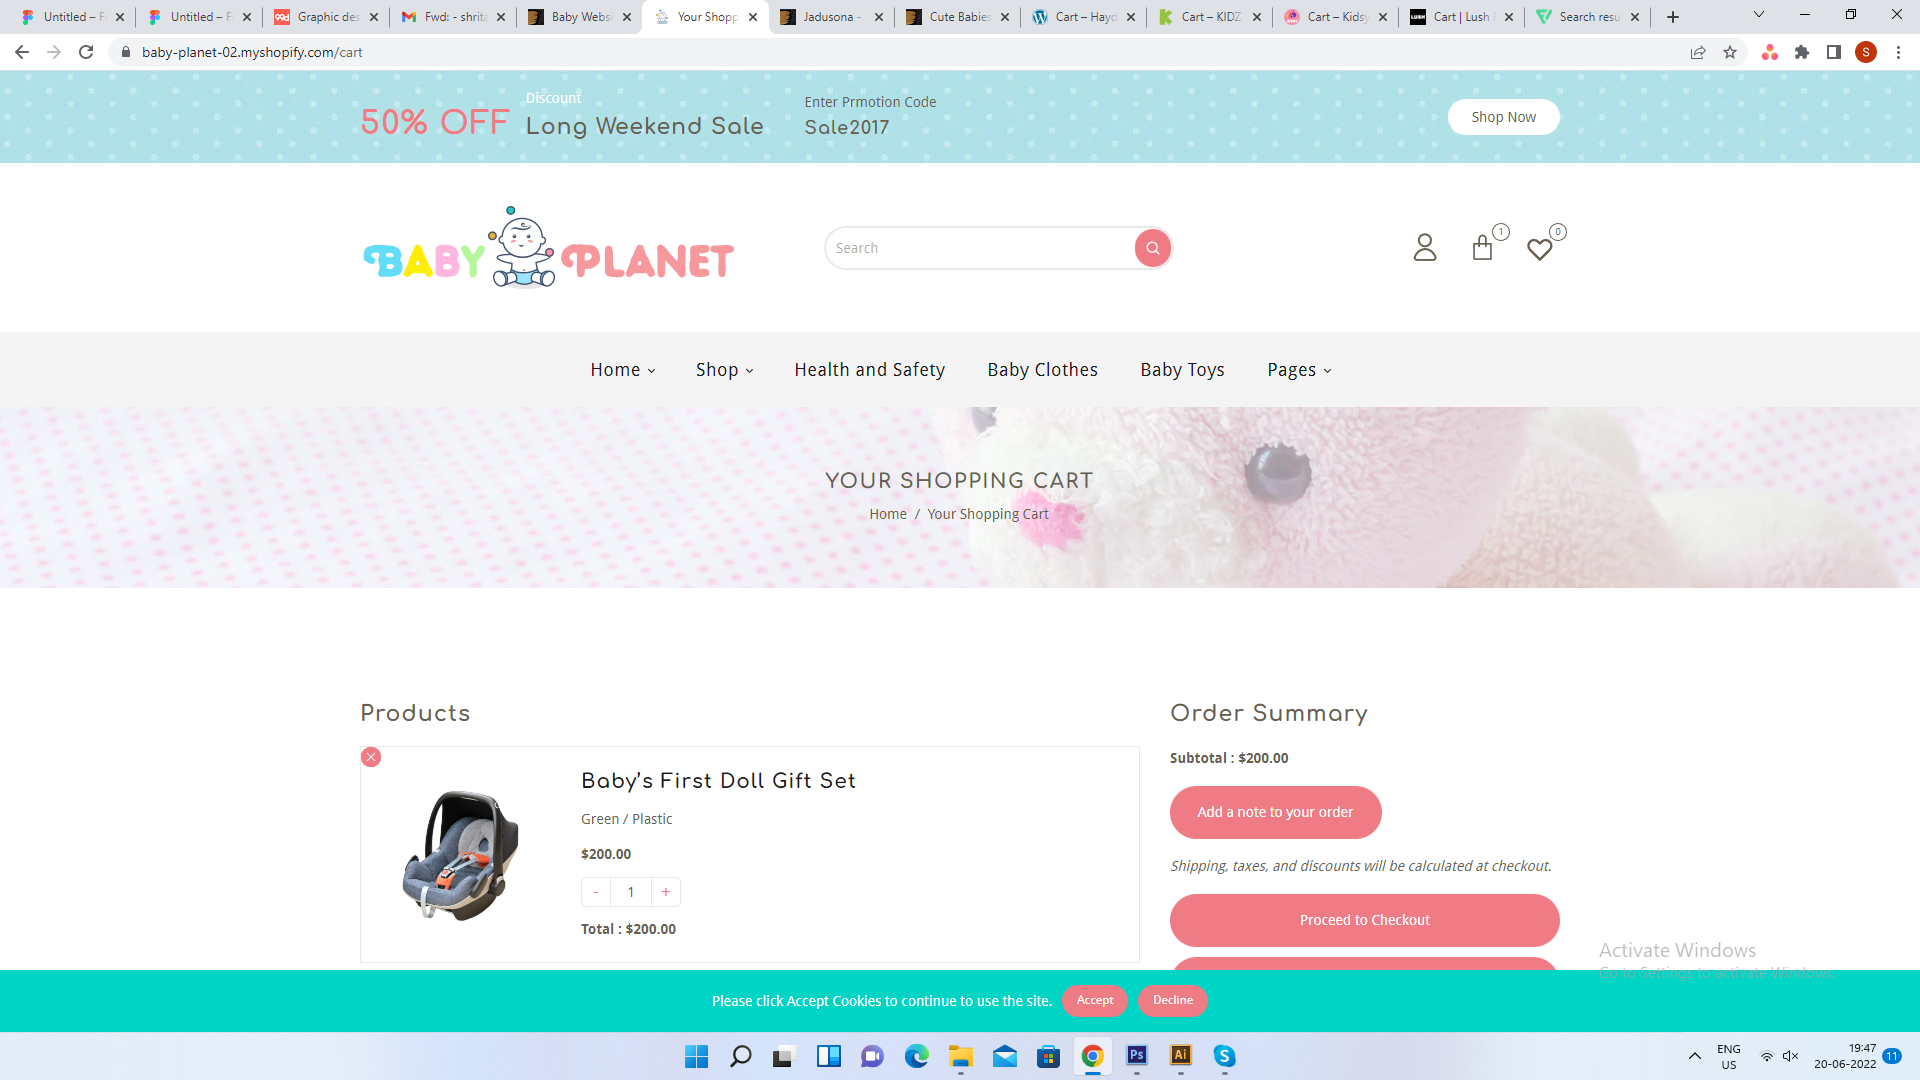 Untitled – F
Untitled – F
99d Graphic des
Fwd: - shrita
Baby Websi
Your Shopp
Jadusona -
Cute Babies
Cart – Hayd
Cart – KIDZ
Cart – Kidsy
LUSH Cart | Lush
Search resu
baby-planet-02.myshopify.com/cart
S
50% OFF
Discount
Long Weekend Sale
Enter Prmotion Code
Sale2017
Shop Now
BABY PLANET
Search
1
0
Home
Shop
Health and Safety
Baby Clothes
Baby Toys
Pages
YOUR SHOPPING CART
Home / Your Shopping Cart
Products
Order Summary
Baby’s First Doll Gift Set
Green / Plastic
$200.00
- 1 +
Total : $200.00
Subtotal : $200.00
Add a note to your order
Shipping, taxes, and discounts will be calculated at checkout.
Proceed to Checkout
Activate Windows
Go to Settings to activate Windows.
Please click Accept Cookies to continue to use the site.
Accept
Decline
Ps
Ai
S
ENG
US
19:47
20-06-2022
11